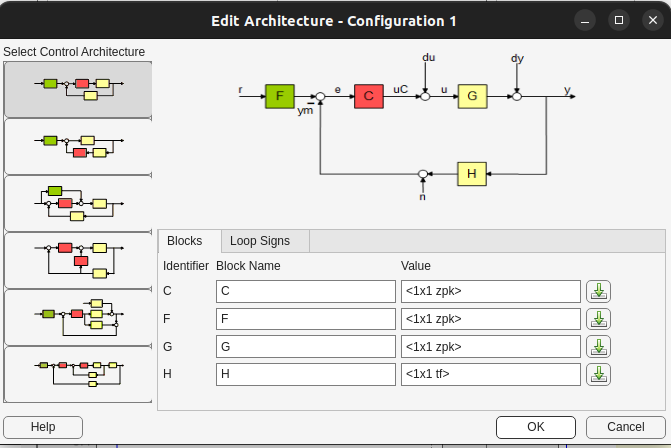 Edit Architecture - Configuration 1
Select Control Architecture
du
dy
r
F
e
C
uC
u
G
y
ym
H
n
Blocks
Loop Signs
Identifier Block Name Value
C C <1x1 zpk>
F F <1x1 zpk>
G G <1x1 zpk>
H H <1x1 tf>
Help
OK
Cancel